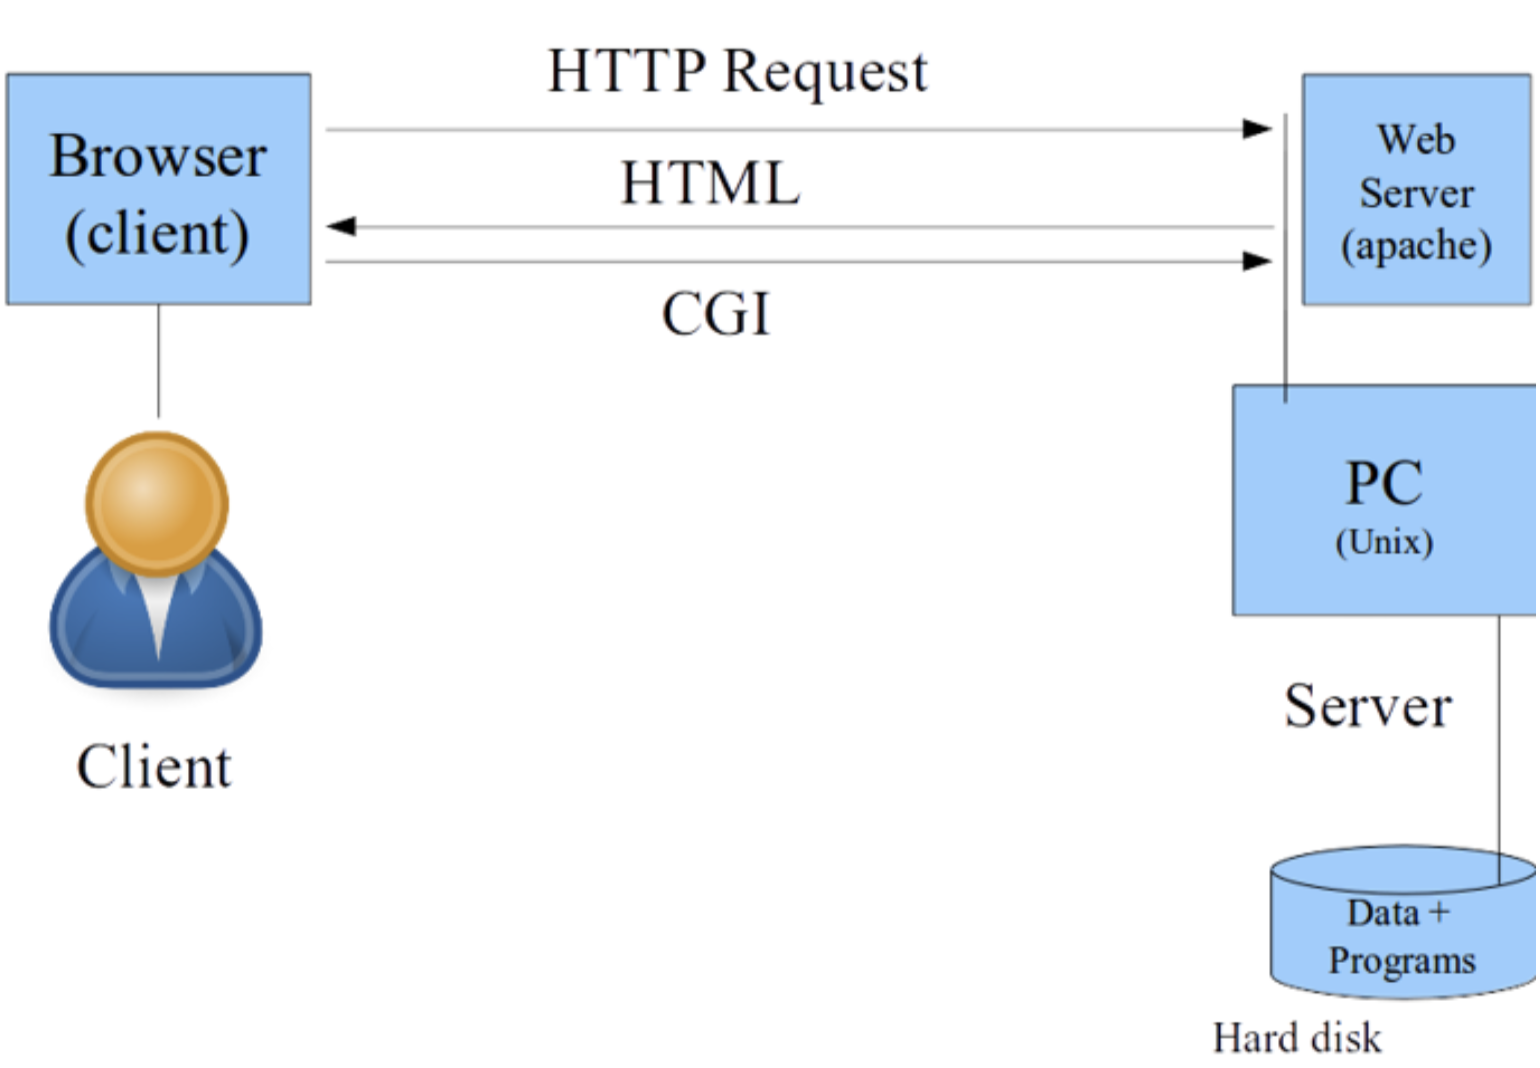 HTTP Request
Browser
(client)
HTML
CGI
Web
Server
(apache)
PC
(Unix)
Client
Server
Data +
Programs
Hard disk